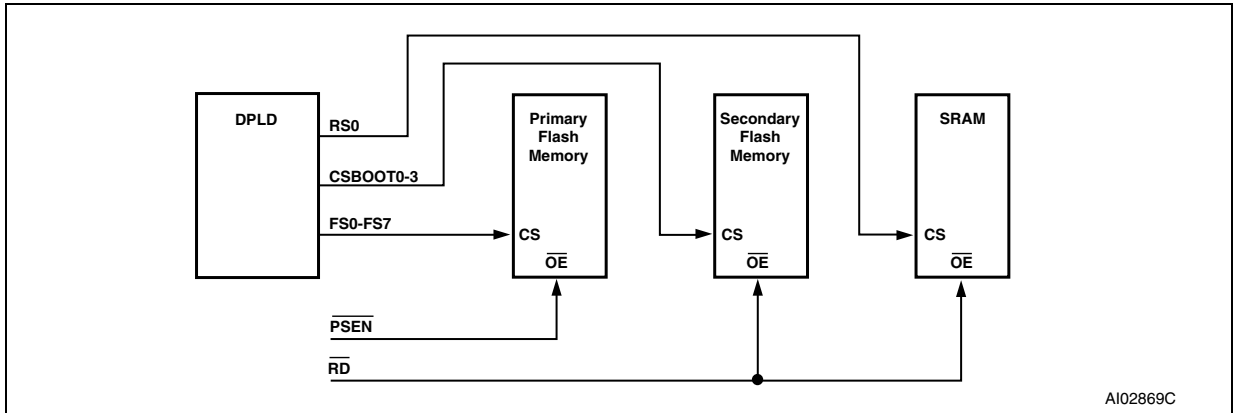 DPLD
RS0
CSBOOT0-3
FS0-FS7
Primary
Flash
Memory
CS
OE
Secondary
Flash
Memory
CS
OE
SRAM
CS
OE
PSEN
RD
AI02869C